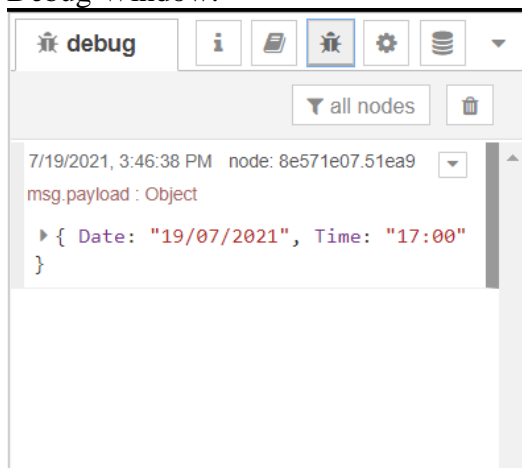 Debug Window:
debug
all nodes
7/19/2021, 3:46:38 PM node: 8e571e07.51ea9
msg.payload : Object
{ Date: "19/07/2021", Time: "17:00"
}